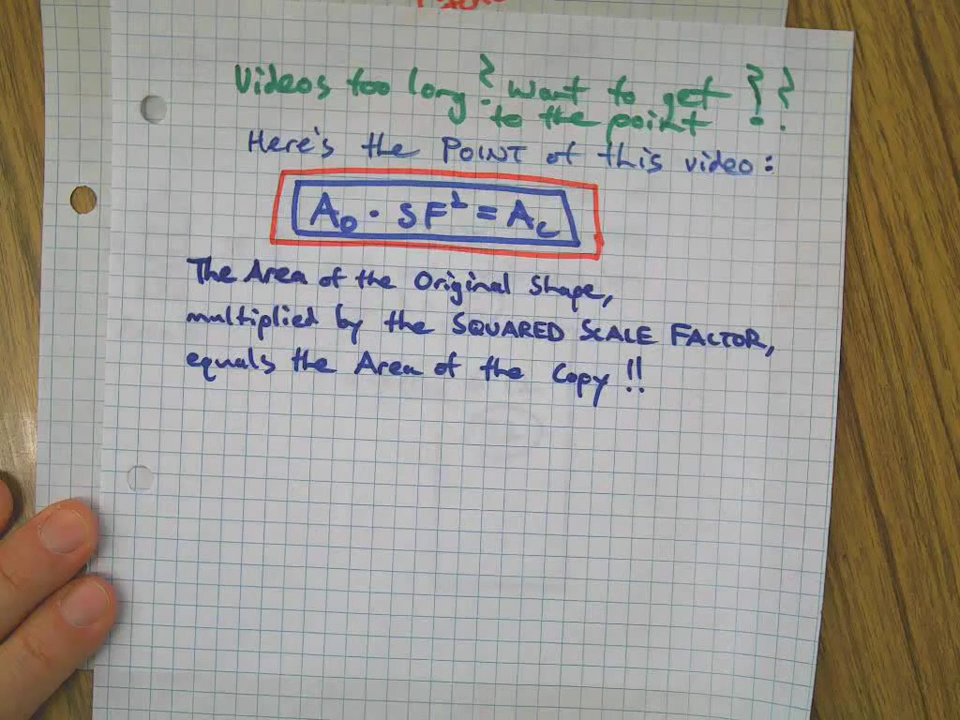 Videos too long? Want to get
to the point ??
Here's the POINT of this video:
A₀ · SF² = A꜀
The Area of the Original Shape,
multiplied by the SQUARED SCALE FACTOR,
equals the Area of the Copy !!